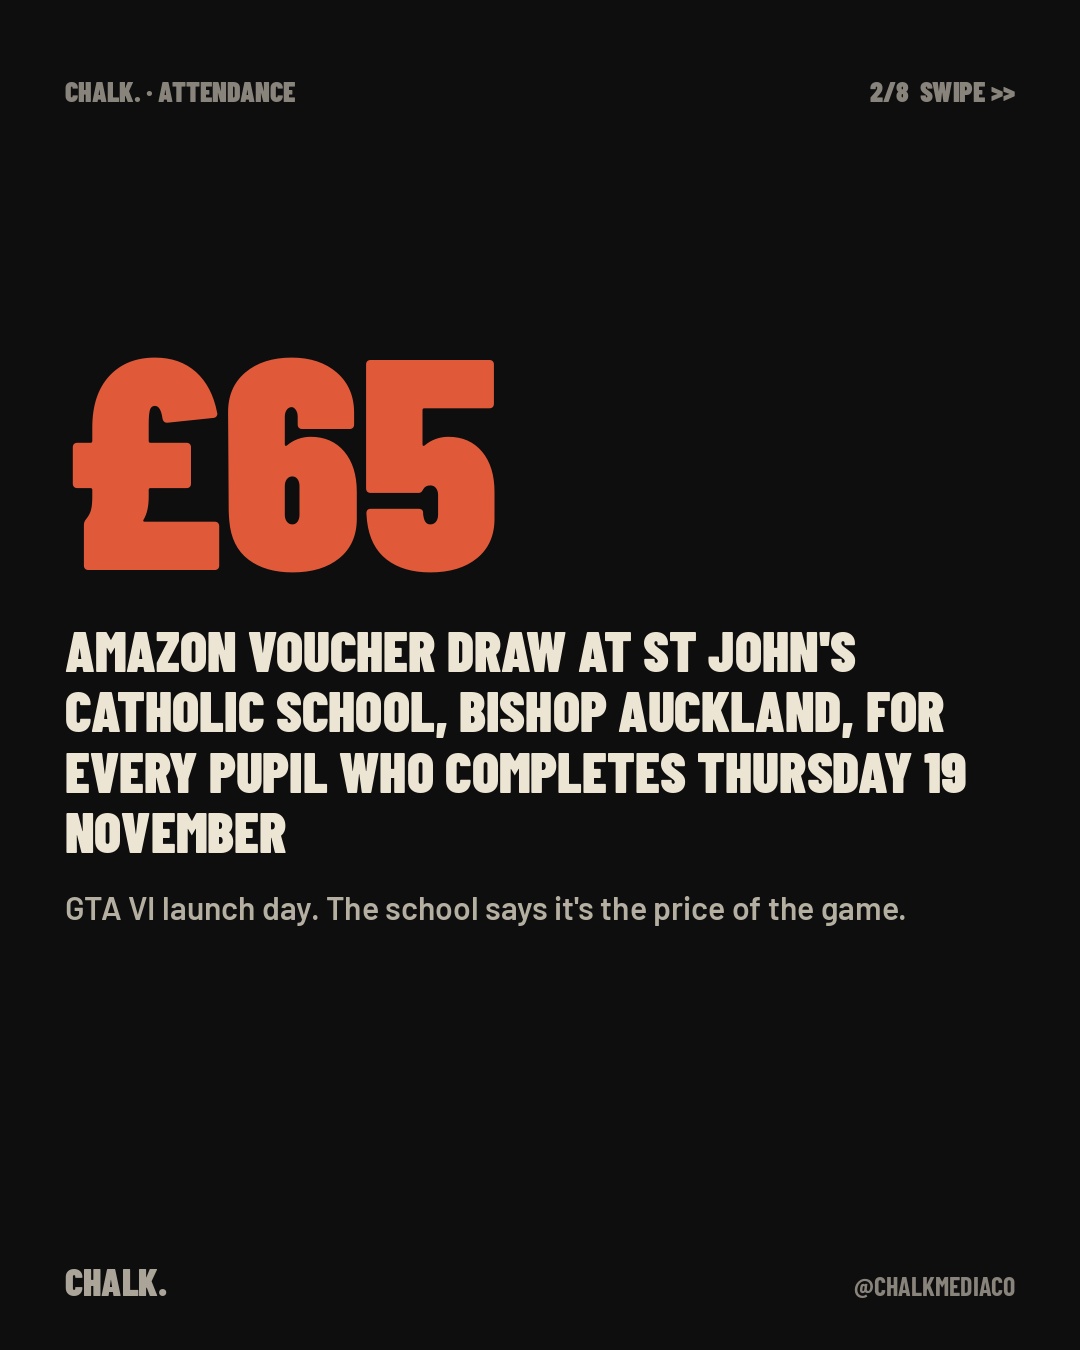 CHALK. · ATTENDANCE
2/8 SWIPE >>
£65
AMAZON VOUCHER DRAW AT ST JOHN'S
CATHOLIC SCHOOL, BISHOP AUCKLAND, FOR
EVERY PUPIL WHO COMPLETES THURSDAY 19
NOVEMBER
GTA VI launch day. The school says it's the price of the game.
CHALK.
@CHALKMEDIACO